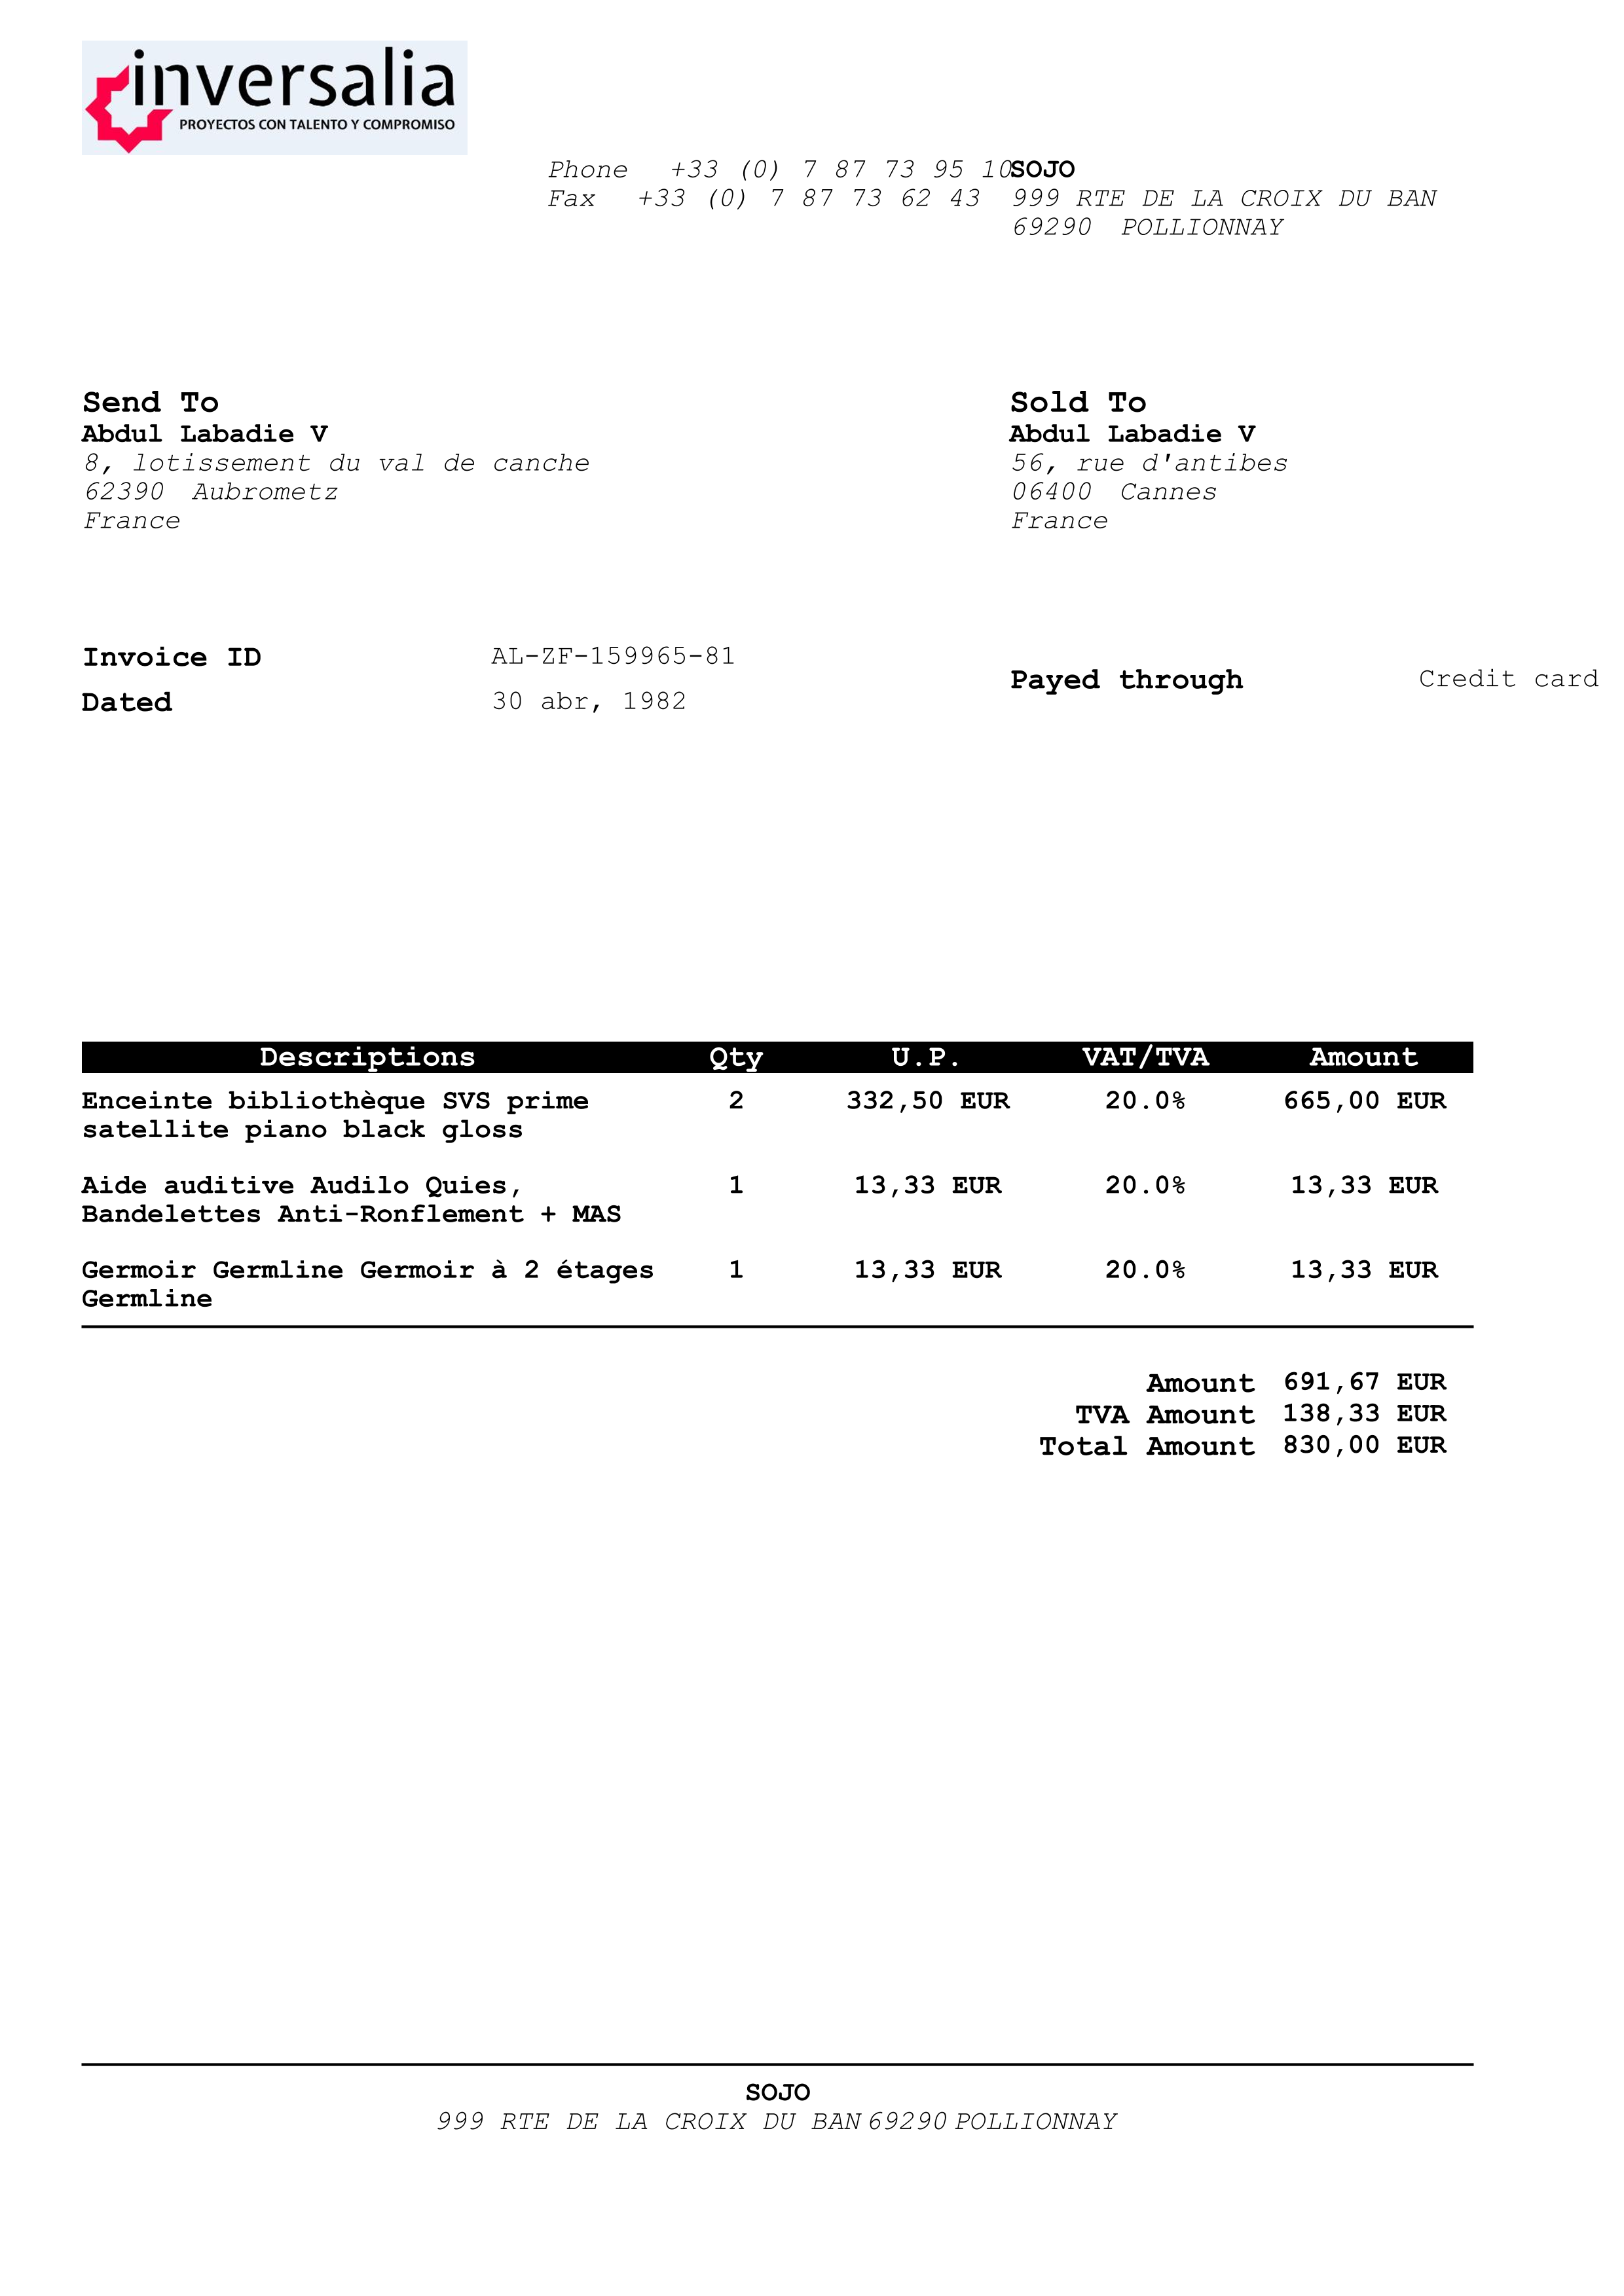 inversalia
PROYECTOS CON TALENTO Y COMPROMISO
Phone +33 (0) 7 87 73 95 10
Fax +33 (0) 7 87 73 62 43
SOJO
999 RTE DE LA CROIX DU BAN
69290 POLLIONNAY
Send To
Abdul Labadie V
8, lotissement du val de canche
62390 Aubrometz
France
Sold To
Abdul Labadie V
56, rue d'antibes
06400 Cannes
France
Invoice ID AL-ZF-159965-81
Dated 30 abr, 1982
Payed through Credit card
Descriptions Qty U.P. VAT/TVA Amount
Enceinte bibliothèque SVS prime 2 332,50 EUR 20.0% 665,00 EUR
satellite piano black gloss
Aide auditive Audilo Quies, 1 13,33 EUR 20.0% 13,33 EUR
Bandelettes Anti-Ronflement + MAS
Germoir Germline Germoir à 2 étages 1 13,33 EUR 20.0% 13,33 EUR
Germline
Amount 691,67 EUR
TVA Amount 138,33 EUR
Total Amount 830,00 EUR
SOJO
999 RTE DE LA CROIX DU BAN 69290 POLLIONNAY